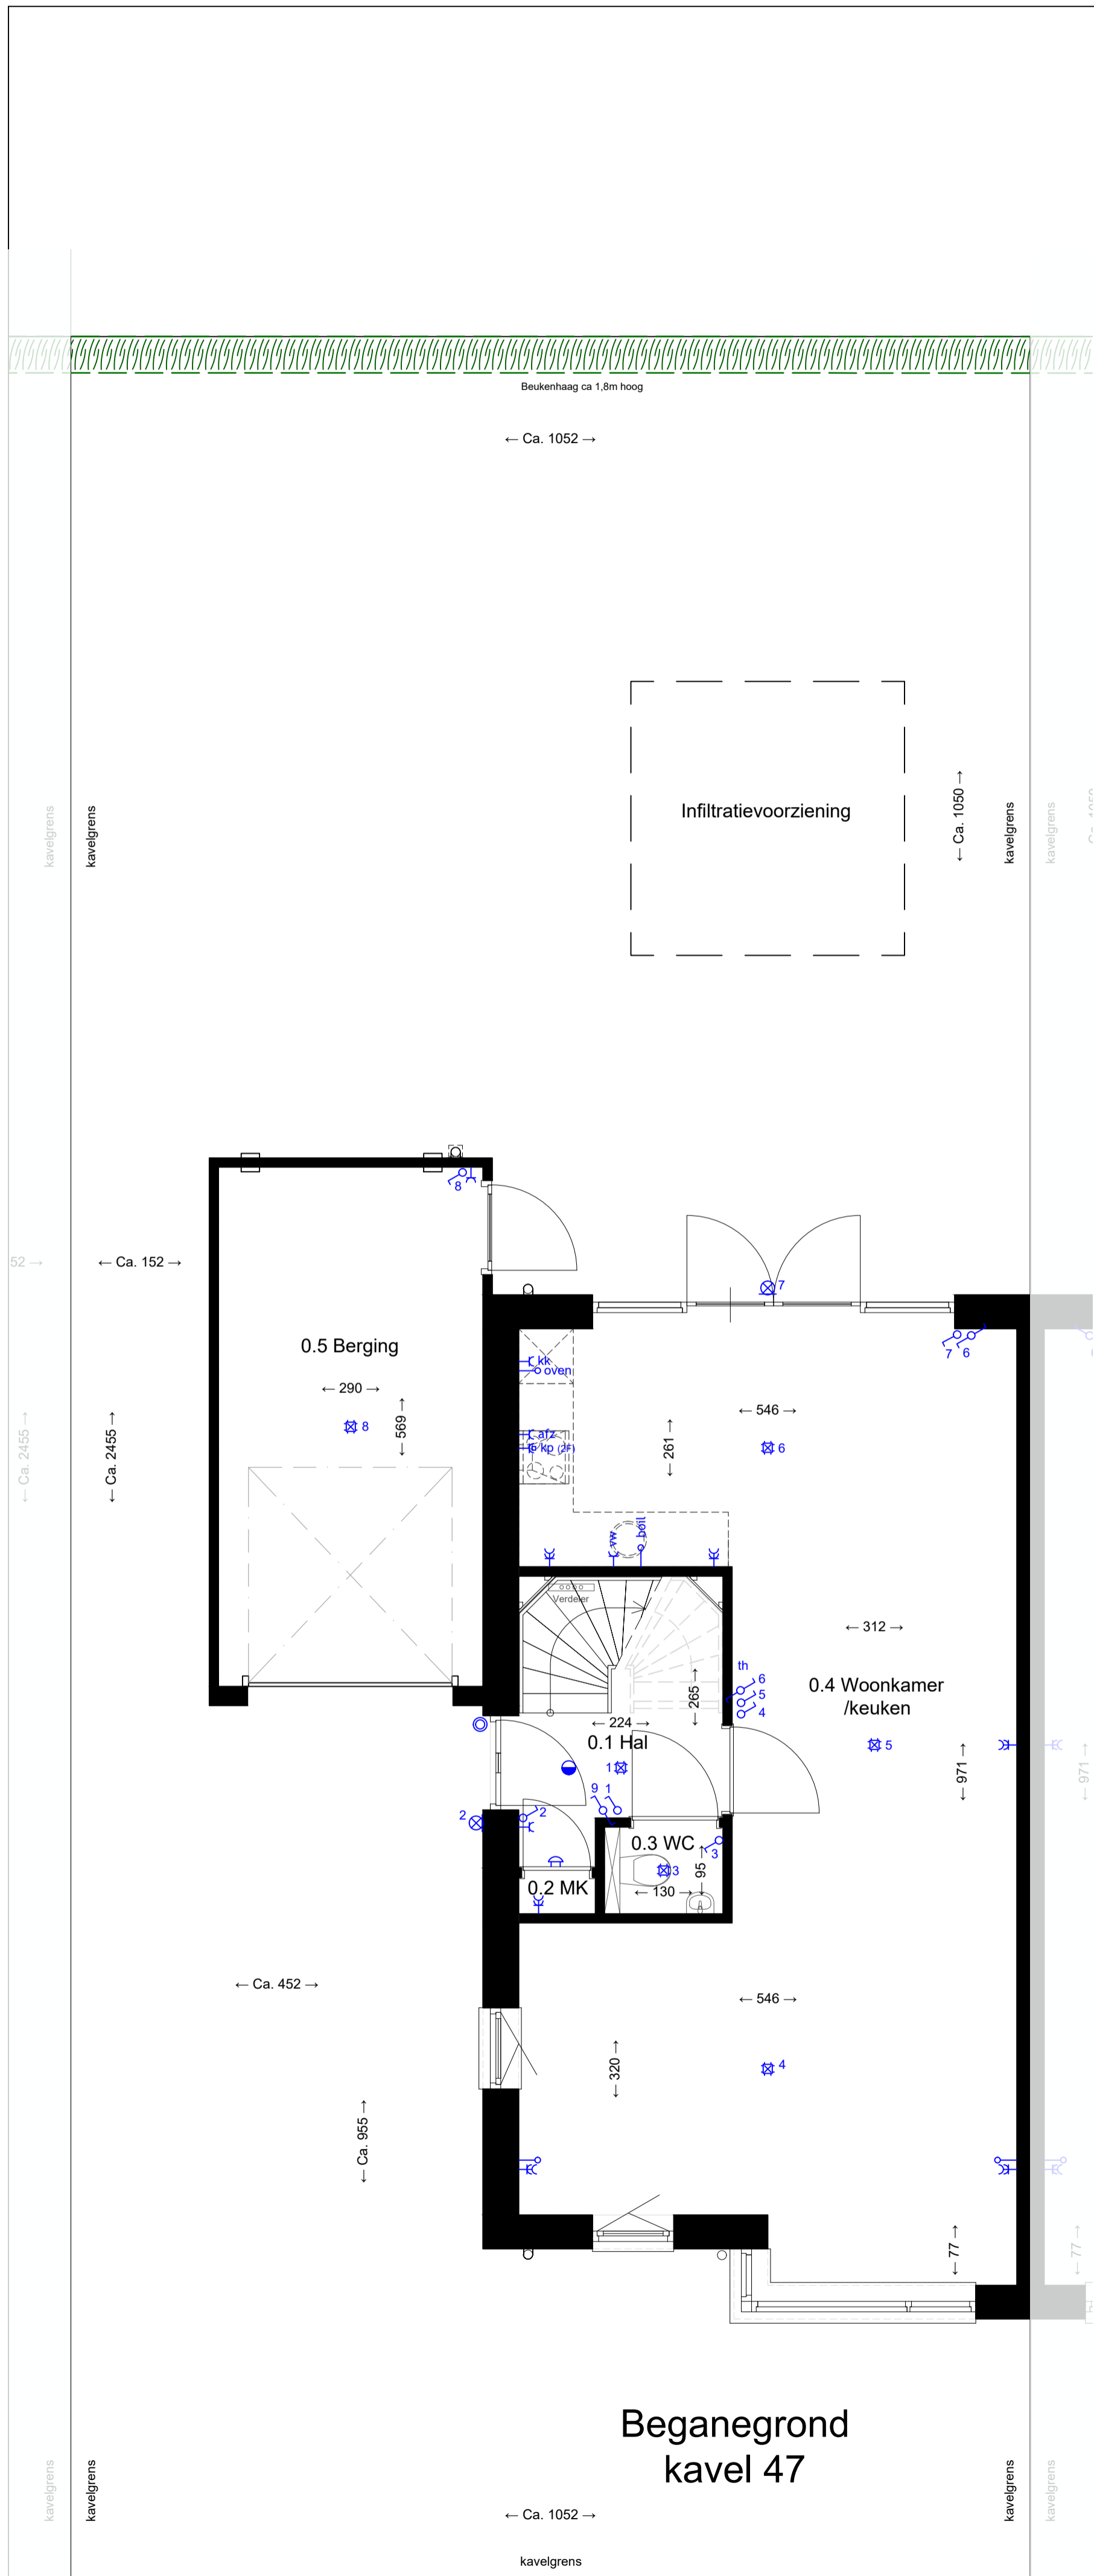 Beukenhaag ca 1,8m hoog
← Ca. 1052 →
Infiltratievoorziening
← Ca. 1050 →
kavelgrens
kavelgrens
kavelgrens
kavelgrens
8
52 →
← Ca. 152 →
7
0.5 Berging
7
6
kk
oven
← 290 →
← 569 →
8
← 546 →
← 261 →
6
← Ca. 2455 →
← Ca. 2455 →
afz
kp (2F)
vw
boil
Verdeler
← 312 →
th
6
5
4
0.4 Woonkamer
/keuken
← 265 →
← 224 →
0.1 Hal
5
1
← 971 →
← 971 →
9
1
2
2
0.3 WC
3
3
← 95 →
← 130 →
0.2 MK
← Ca. 452 →
← 546 →
← 320 →
4
← Ca. 955 →
← 77 →
← 77 →
Beganegrond
kavel 47
kavelgrens
kavelgrens
kavelgrens
kavelgrens
← Ca. 1052 →
kavelgrens